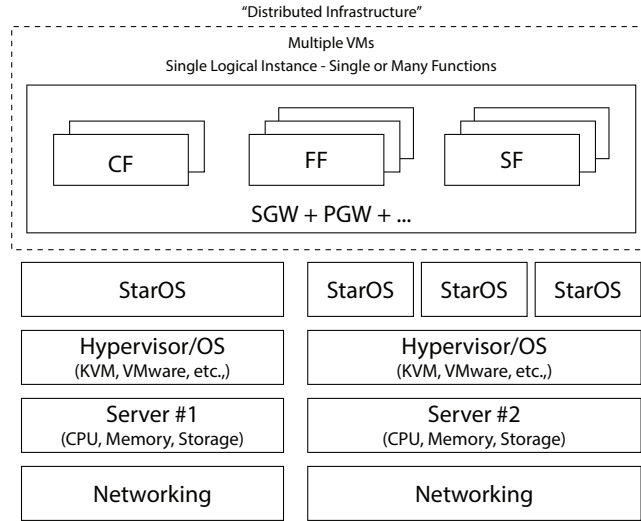 “Distributed Infrastructure”
Multiple VMs
Single Logical Instance - Single or Many Functions
CF
FF
SF
SGW + PGW + ...
StarOS
StarOS
StarOS
StarOS
Hypervisor/OS
(KVM, VMware, etc.,)
Hypervisor/OS
(KVM, VMware, etc.,)
Server #1
(CPU, Memory, Storage)
Server #2
(CPU, Memory, Storage)
Networking
Networking